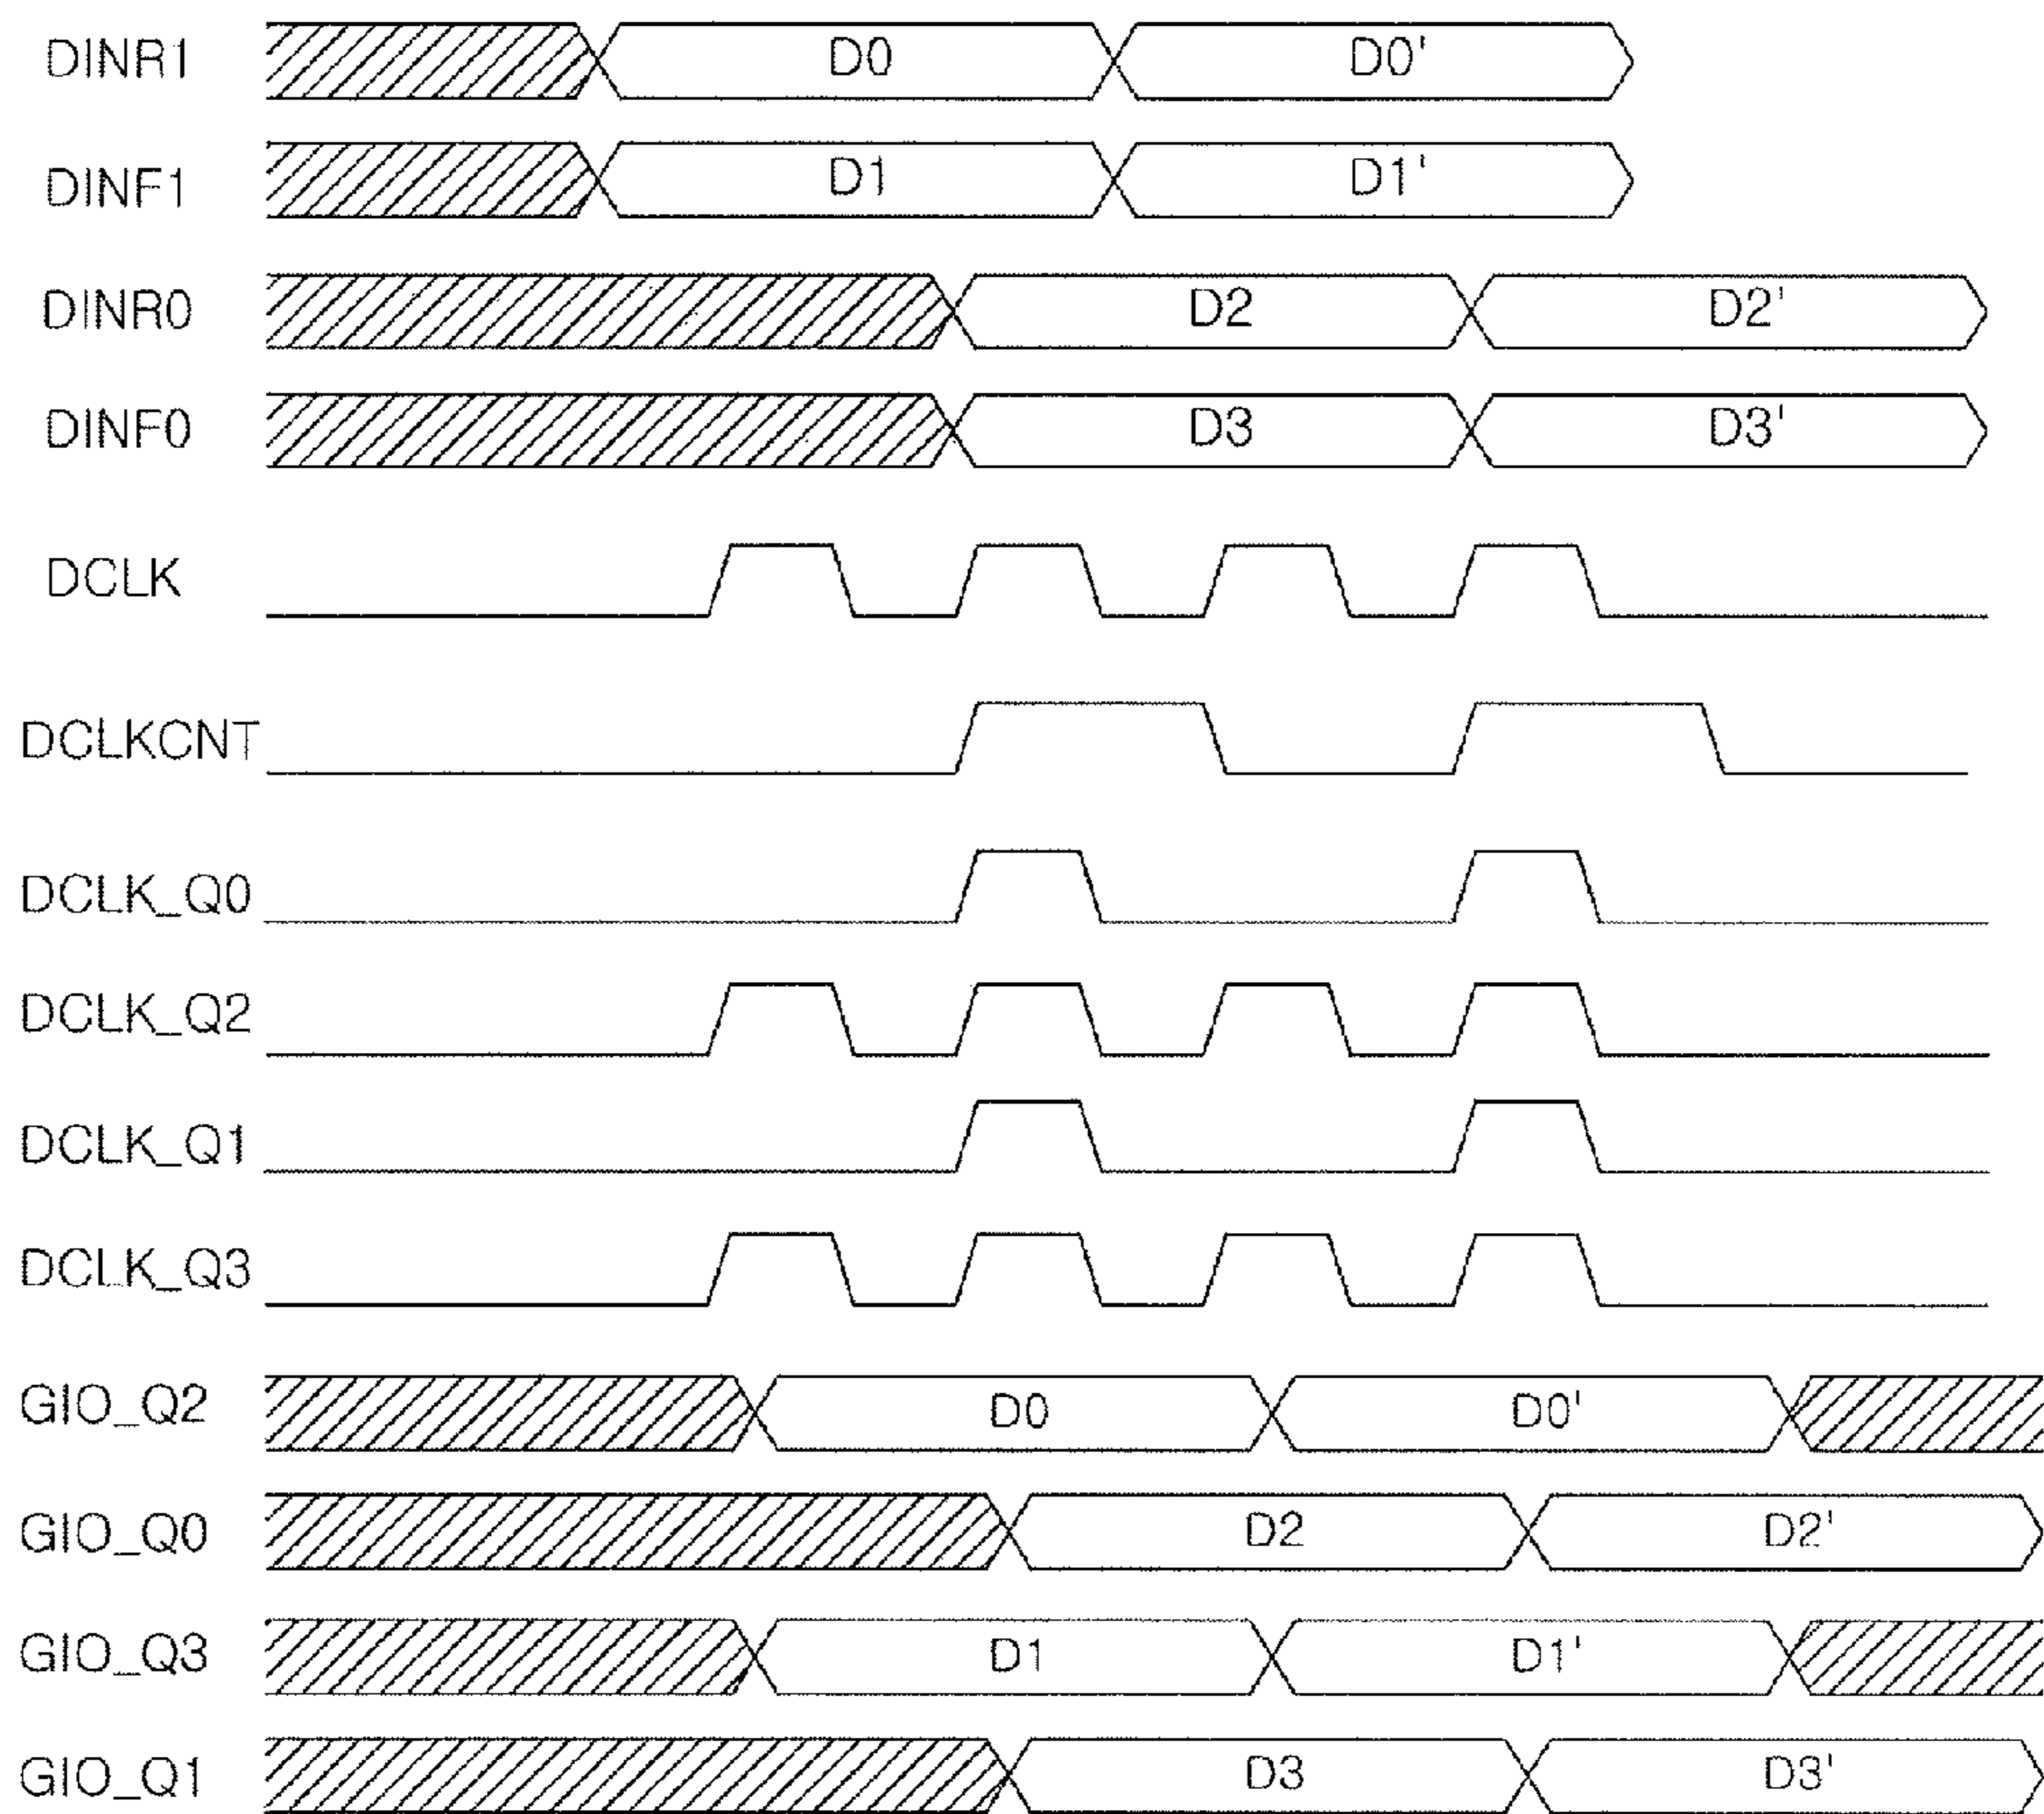 DINR1 D0 D0'
DINF1 D1 D1'
DINR0 D2 D2'
DINF0 D3 D3'
DCLK
DCLKCNT
DCLK_Q0
DCLK_Q2
DCLK_Q1
DCLK_Q3
GIO_Q2 D0 D0'
GIO_Q0 D2 D2'
GIO_Q3 D1 D1'
GIO_Q1 D3 D3'